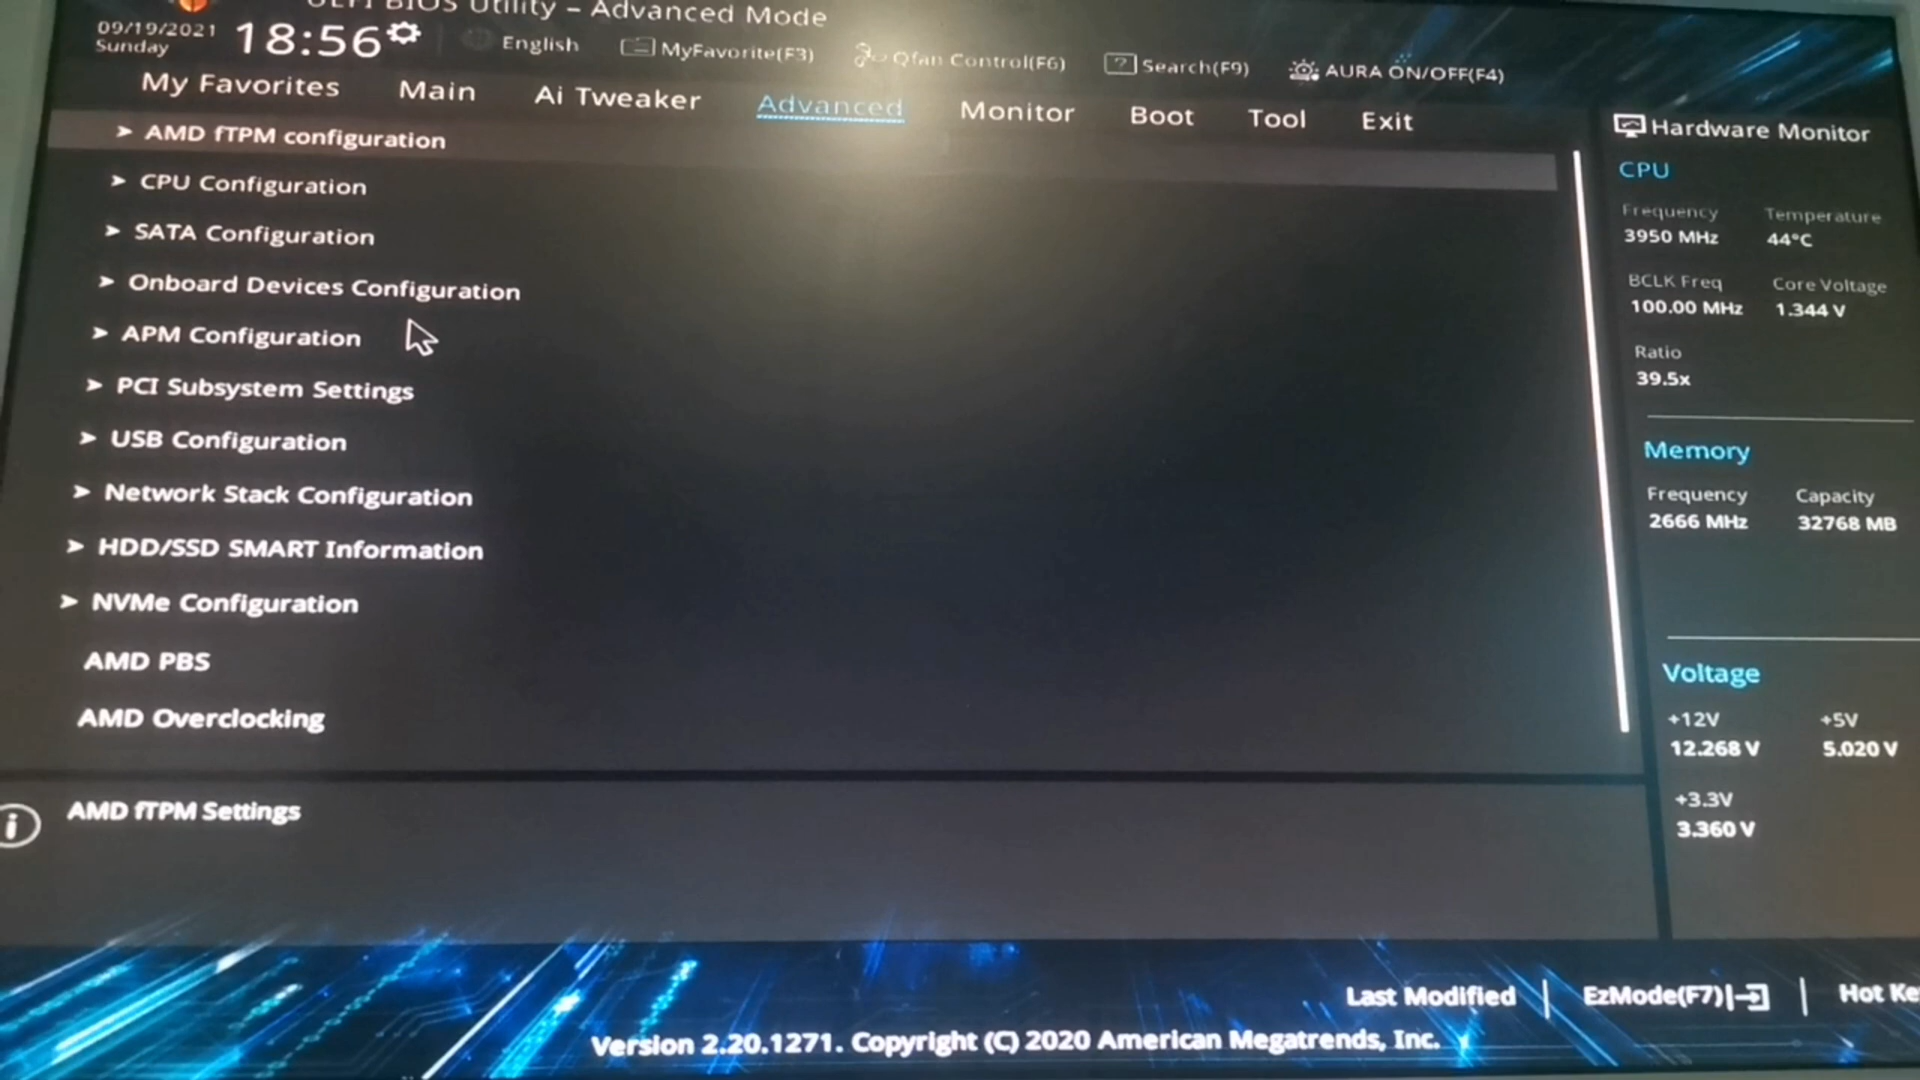 UEFI BIOS Utility – Advanced Mode
09/19/2021
Sunday
18:56
English
MyFavorite(F3)
Qfan Control(F6)
Search(F9)
AURA ON/OFF(F4)
My Favorites
Main
Ai Tweaker
Advanced
Monitor
Boot
Tool
Exit
AMD fTPM configuration
CPU Configuration
SATA Configuration
Onboard Devices Configuration
APM Configuration
PCI Subsystem Settings
USB Configuration
Network Stack Configuration
HDD/SSD SMART Information
NVMe Configuration
AMD PBS
AMD Overclocking
AMD fTPM Settings
Hardware Monitor
CPU
Frequency Temperature
3950 MHz 44°C
BCLK Freq Core Voltage
100.00 MHz 1.344 V
Ratio
39.5x
Memory
Frequency Capacity
2666 MHz 32768 MB
Voltage
+12V +5V
12.268 V 5.020 V
+3.3V
3.360 V
Last Modified
EzMode(F7)
Hot Ke
Version 2.20.1271. Copyright (C) 2020 American Megatrends, Inc.